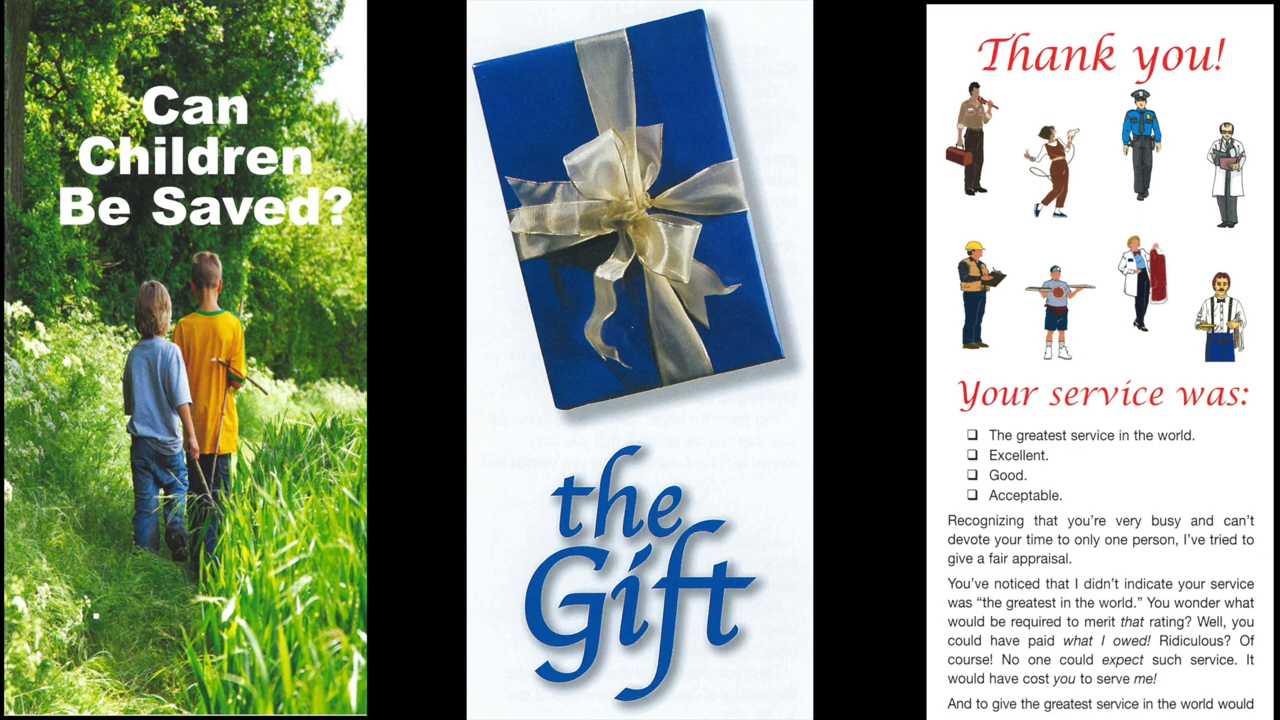 Can
Children
Be Saved?
the
Gift
Thank you!
Your service was:
❑ The greatest service in the world.
❑ Excellent.
❑ Good.
❑ Acceptable.
Recognizing that you're very busy and can't
devote your time to only one person, I've tried to
give a fair appraisal.
You've noticed that I didn't indicate your service
was “the greatest in the world.” You wonder what
would be required to merit that rating? Well, you
could have paid what I owed! Ridiculous? Of
course! No one could expect such service. It
would have cost you to serve me!
And to give the greatest service in the world would